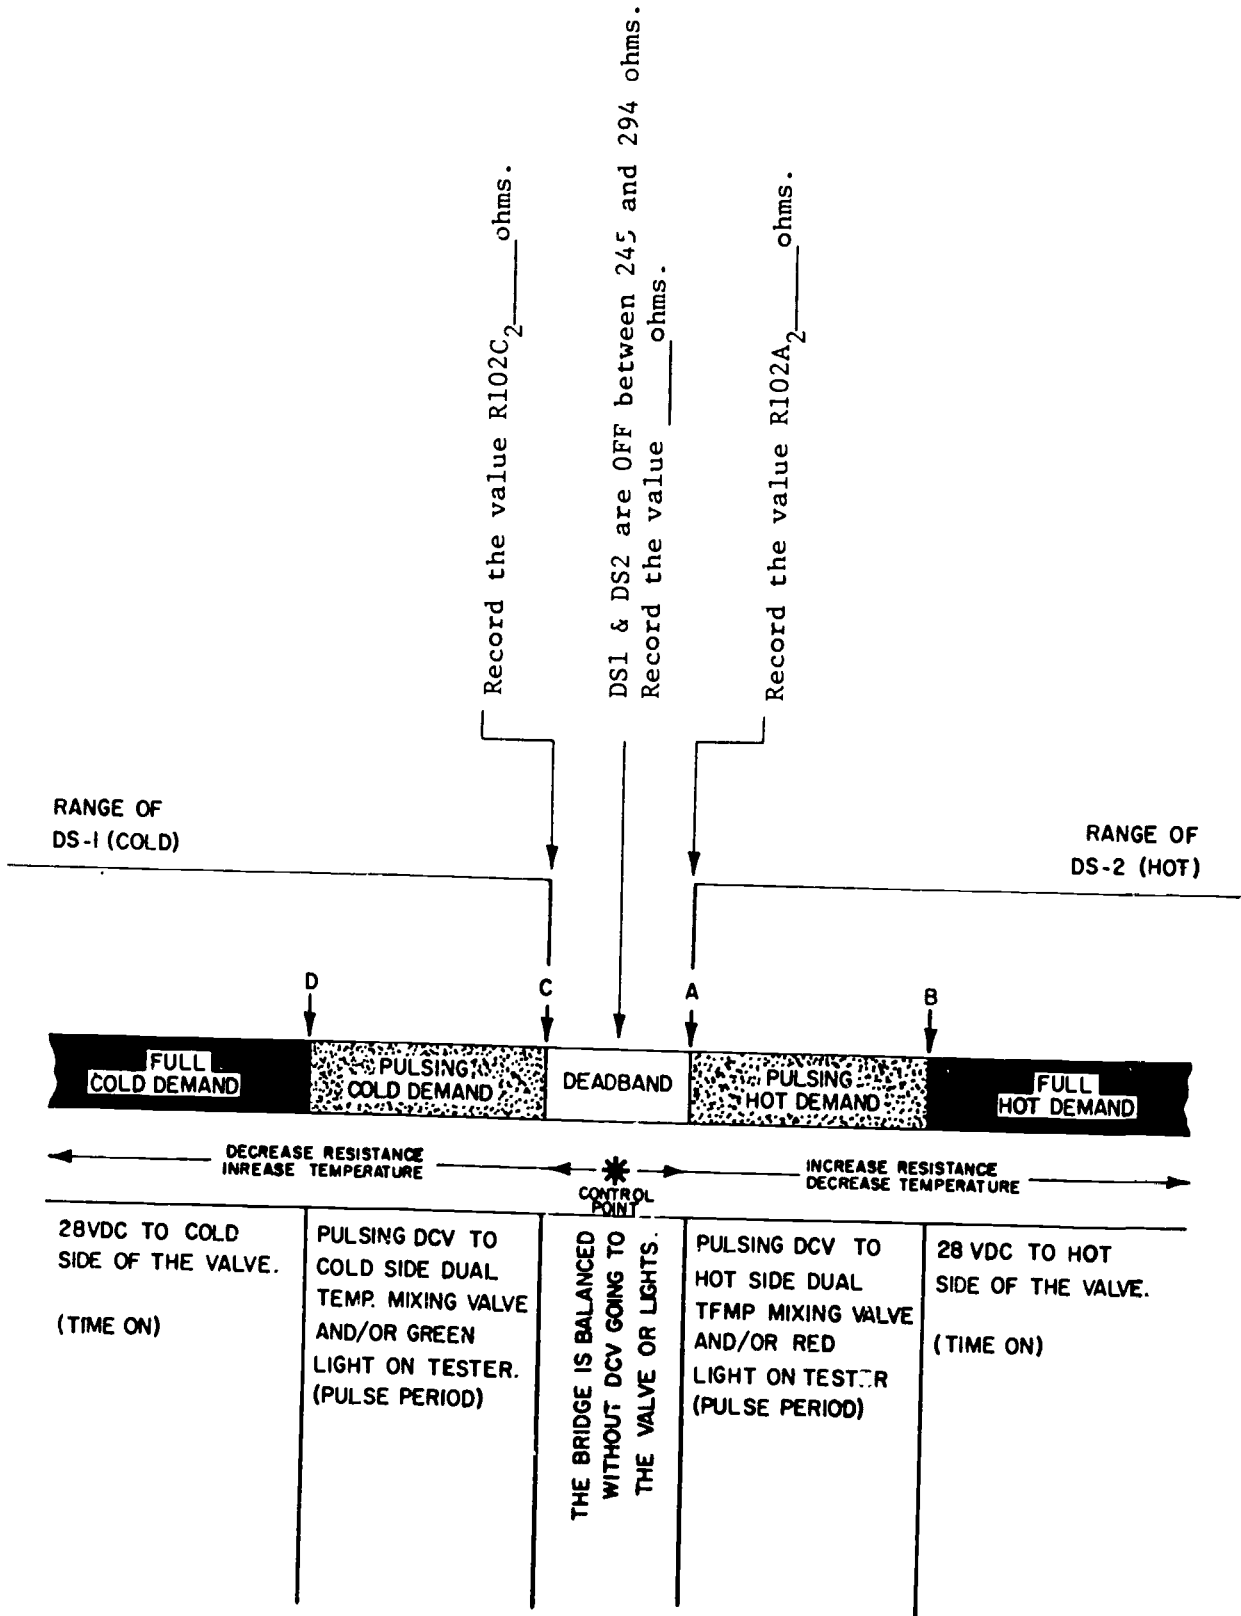 Record the value R102C2____ohms.
DS1 & DS2 are OFF between 245 and 294 ohms.
Record the value ____ohms.
Record the value R102A2____ohms.
RANGE OF
DS-1 (COLD)
RANGE OF
DS-2 (HOT)
D
C
A
B
FULL
COLD DEMAND
PULSING
COLD DEMAND
DEADBAND
PULSING
HOT DEMAND
FULL
HOT DEMAND
DECREASE RESISTANCE
INREASE TEMPERATURE
CONTROL
POINT
INCREASE RESISTANCE
DECREASE TEMPERATURE
28VDC TO COLD
SIDE OF THE VALVE.
(TIME ON)
PULSING DCV TO
COLD SIDE DUAL
TEMP. MIXING VALVE
AND/OR GREEN
LIGHT ON TESTER.
(PULSE PERIOD)
THE BRIDGE IS BALANCED
WITHOUT DCV GOING TO
THE VALVE OR LIGHTS.
PULSING DCV TO
HOT SIDE DUAL
TEMP MIXING VALVE
AND/OR RED
LIGHT ON TESTER
(PULSE PERIOD)
28 VDC TO HOT
SIDE OF THE VALVE.
(TIME ON)